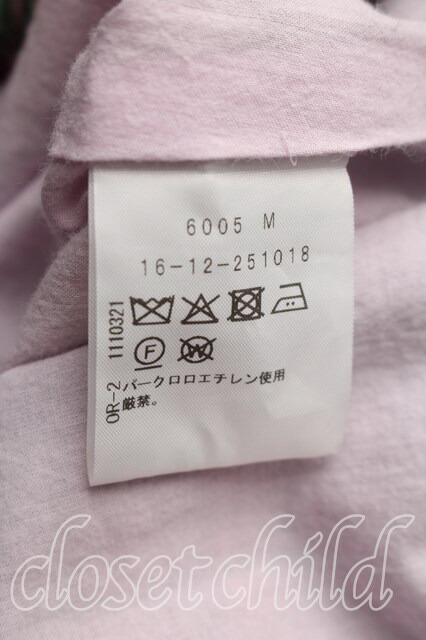 6005 M
16-12-251018
OR-2 1110321
F W
パークロロエチレン使用
厳禁。
closetchild